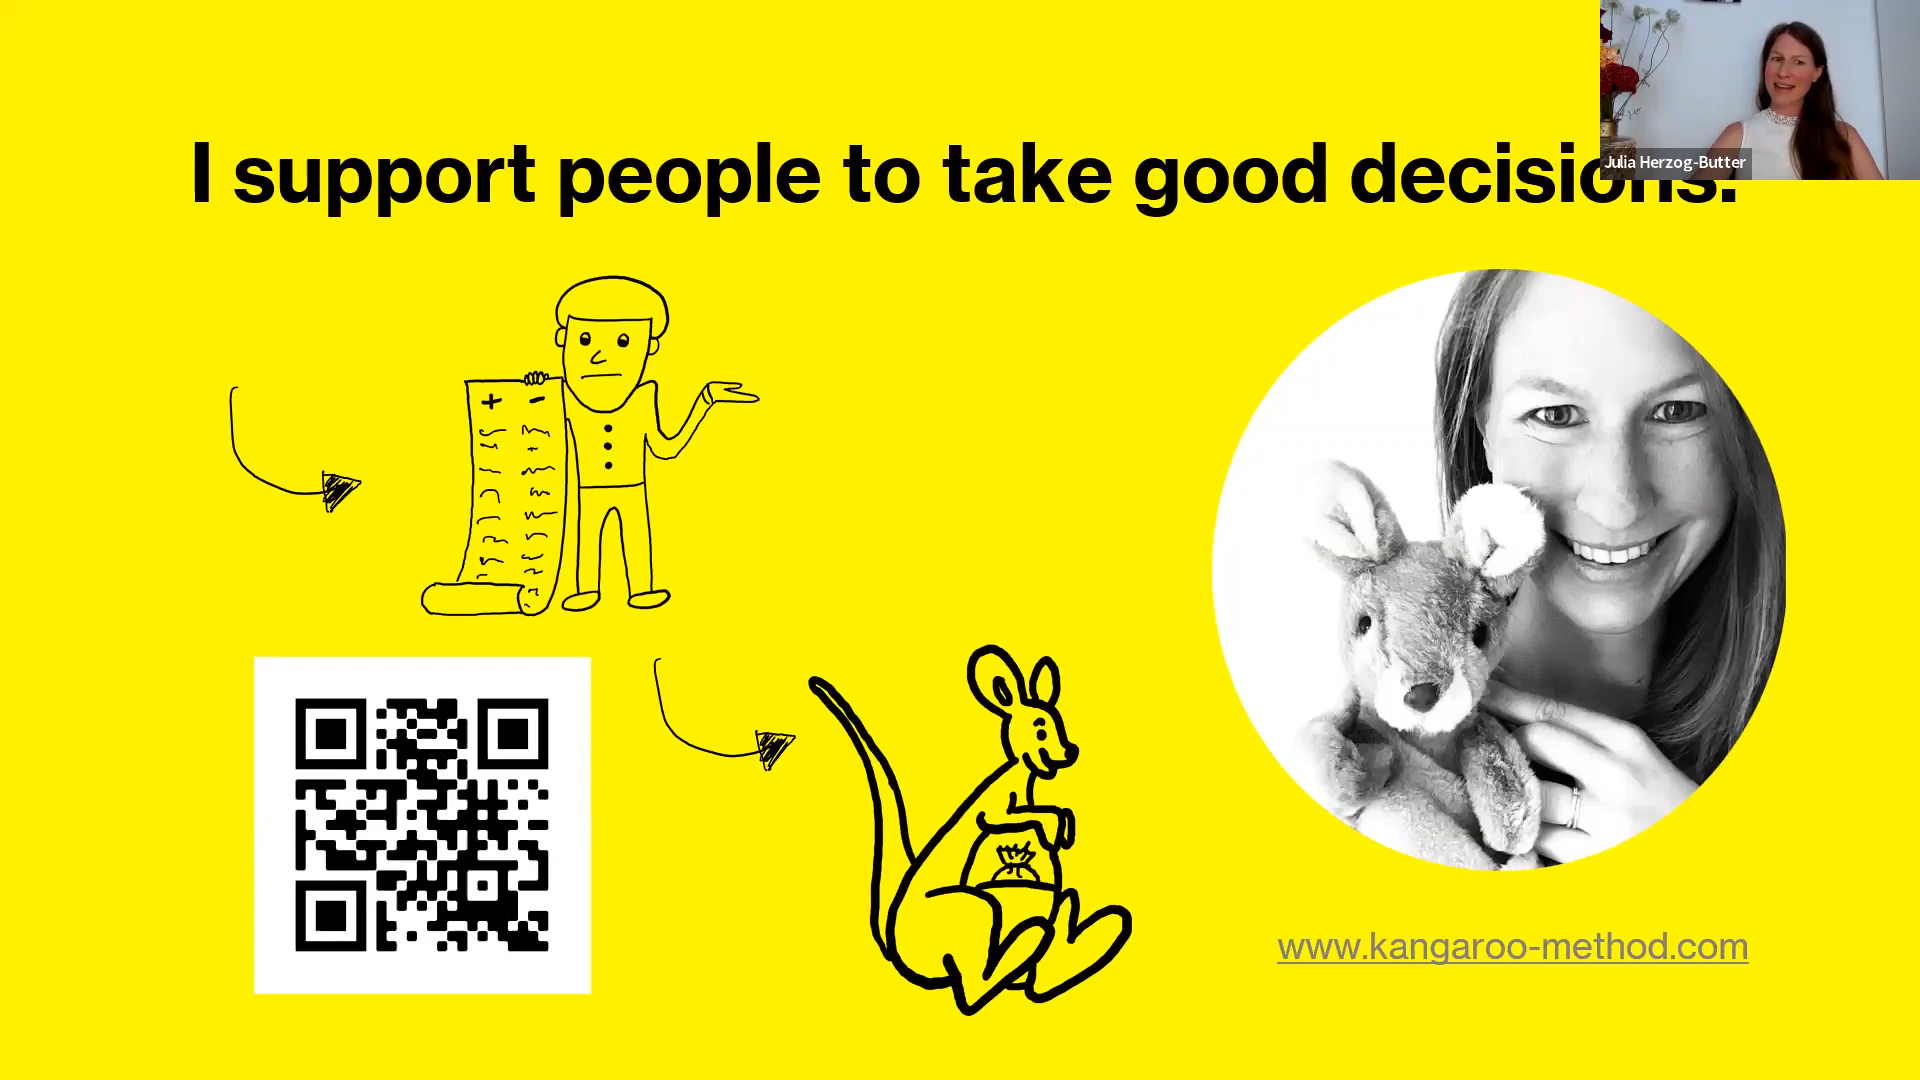 I support people to take good decisions.
Julia Herzog-Butter
+ -
www.kangaroo-method.com